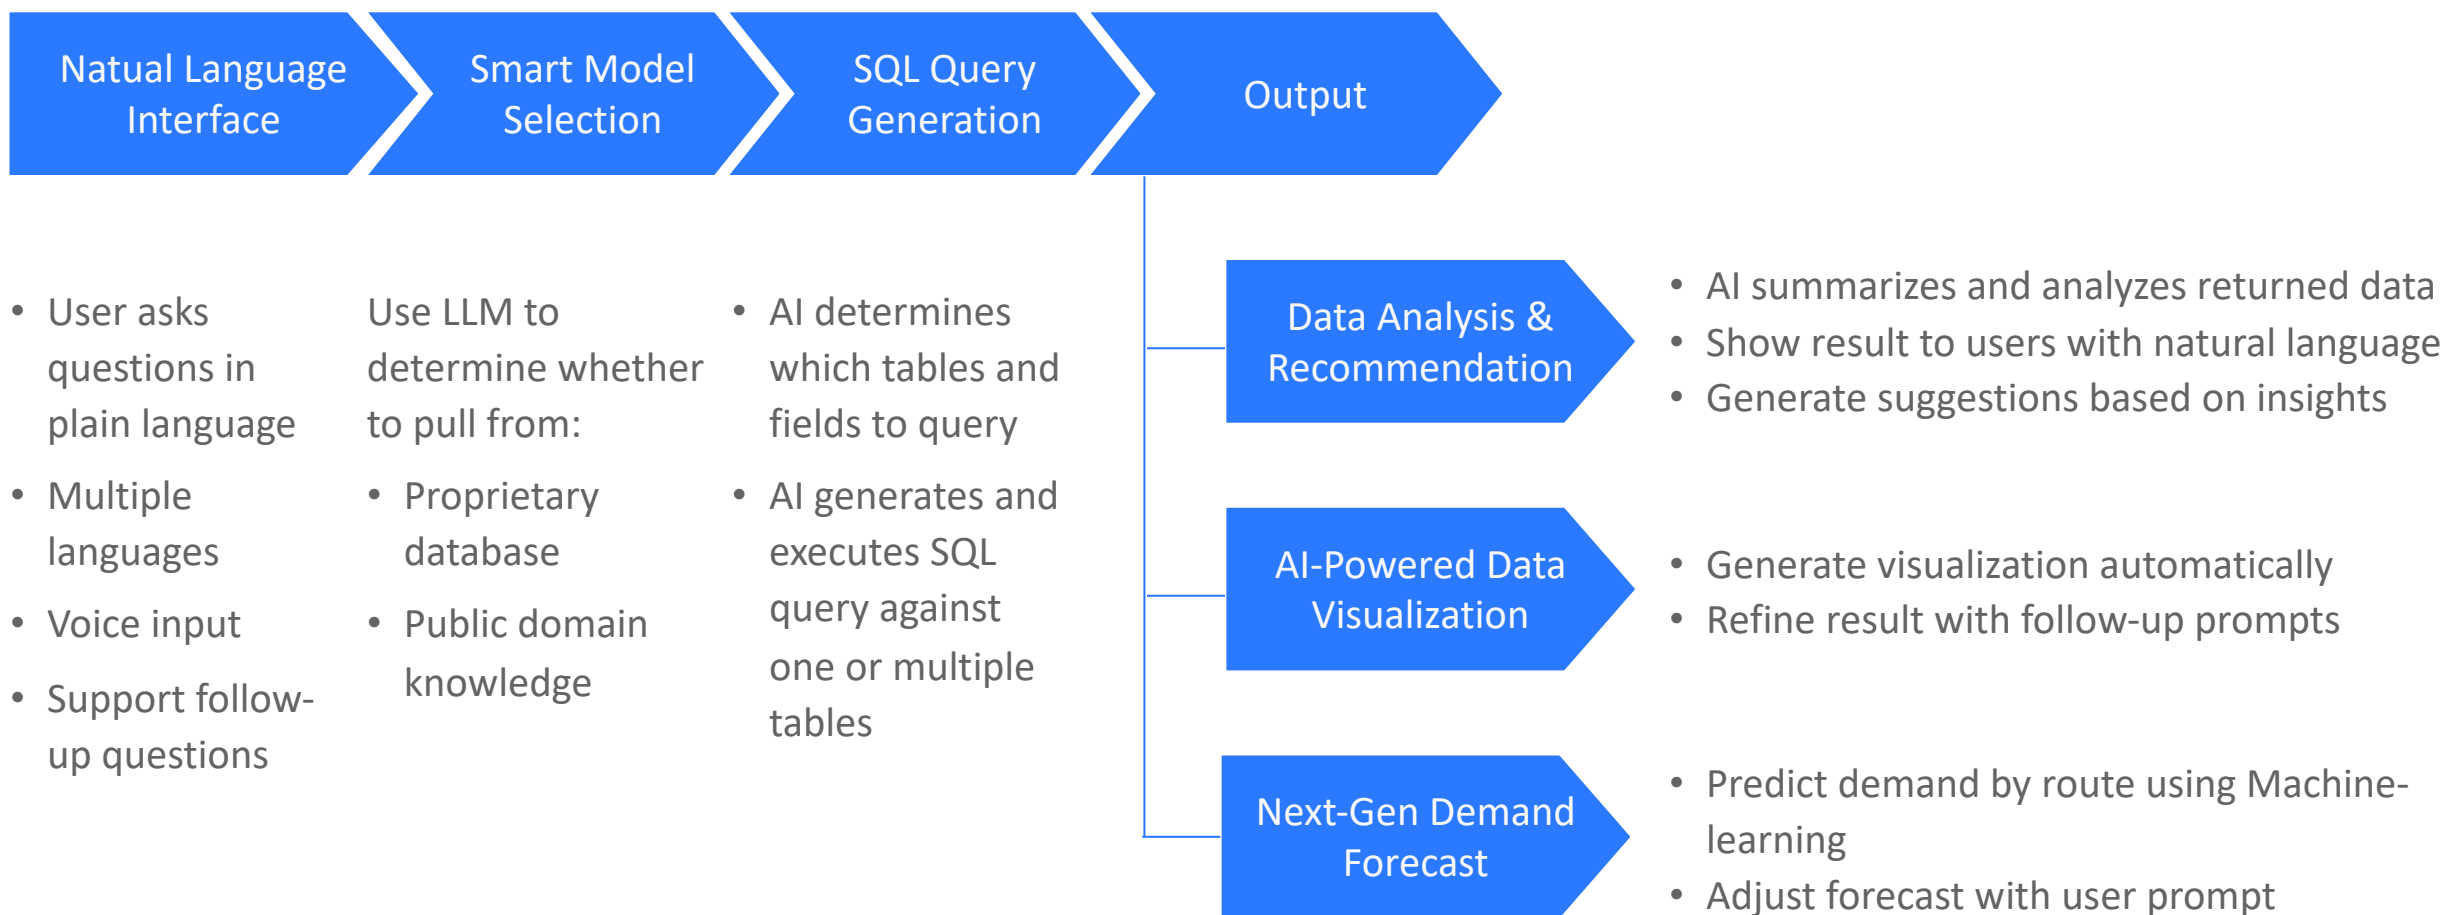 Natual Language
Interface
Smart Model
Selection
SQL Query
Generation
Output
• User asks
questions in
plain language
• Multiple
languages
• Voice input
• Support follow-
up questions
Use LLM to
determine whether
to pull from:
• Proprietary
database
• Public domain
knowledge
• AI determines
which tables and
fields to query
• AI generates and
executes SQL
query against
one or multiple
tables
Data Analysis &
Recommendation
• AI summarizes and analyzes returned data
• Show result to users with natural language
• Generate suggestions based on insights
AI-Powered Data
Visualization
• Generate visualization automatically
• Refine result with follow-up prompts
Next-Gen Demand
Forecast
• Predict demand by route using Machine-
learning
• Adjust forecast with user prompt